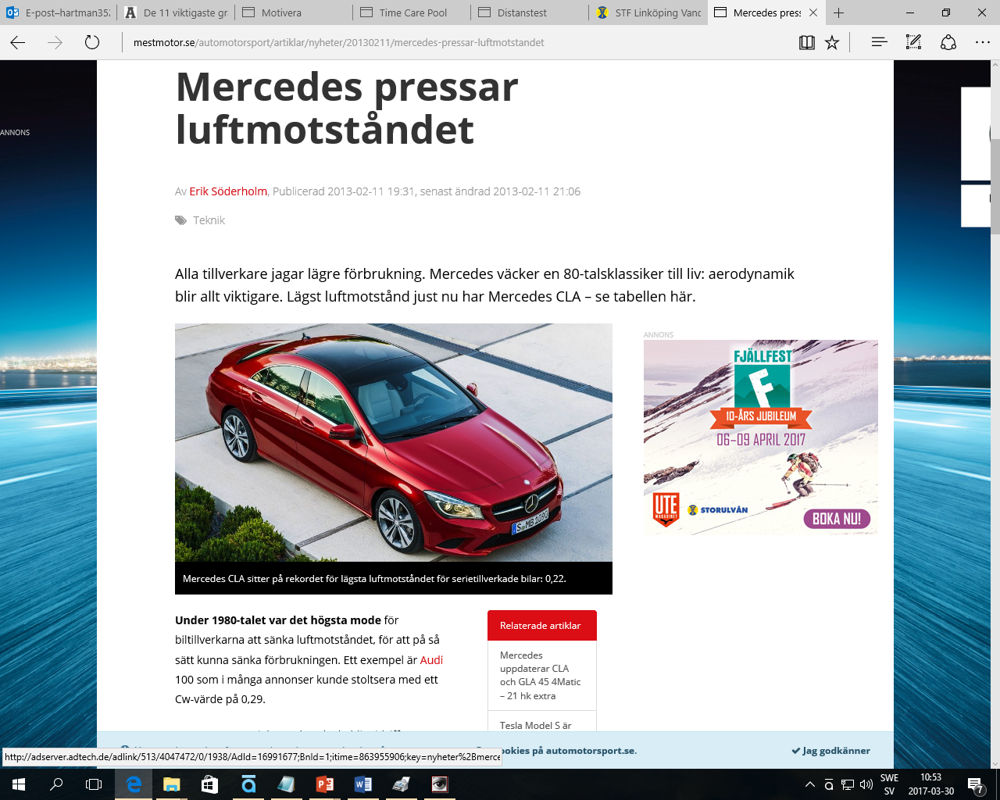 E-post–hartman35
De 11 viktigaste gr
Motivera
Time Care Pool
Distanstest
STF Linköping Vand
Mercedes press
mestmotor.se/automotorsport/artiklar/nyheter/20130211/mercedes-pressar-luftmotstandet
Mercedes pressar
luftmotståndet
ANNONS
Av Erik Söderholm, Publicerad 2013-02-11 19:31, senast ändrad 2013-02-11 21:06
Teknik
Alla tillverkare jagar lägre förbrukning. Mercedes väcker en 80-talsklassiker till liv: aerodynamik
blir allt viktigare. Lägst luftmotstånd just nu har Mercedes CLA – se tabellen här.
ANNONS
FJÄLLFEST
F
10-ÅRS JUBILEUM
06–09 APRIL 2017
UTE
MAGASINET
STORULVÅN
BOKA NU!
S MB 1090
Mercedes CLA sitter på rekordet för lägsta luftmotståndet för serietillverkade bilar: 0,22.
Under 1980-talet var det högsta mode för
biltillverkarna att sänka luftmotståndet, för att på så
sätt kunna sänka förbrukningen. Ett exempel är Audi
100 som i många annonser kunde stoltsera med ett
Cw-värde på 0,29.
Relaterade artiklar
Mercedes
uppdaterar CLA
och GLA 45 4Matic
– 21 hk extra
Tesla Model S är
cookies på automotorsport.se.
Jag godkänner
http://adserver.adtech.de/adlink/513/4047472/0/1938/AdId=16991677;BnId=1;itime=863955906;key=nyheter%2Bmerce
SWE
SV
10:53
2017-03-30
7